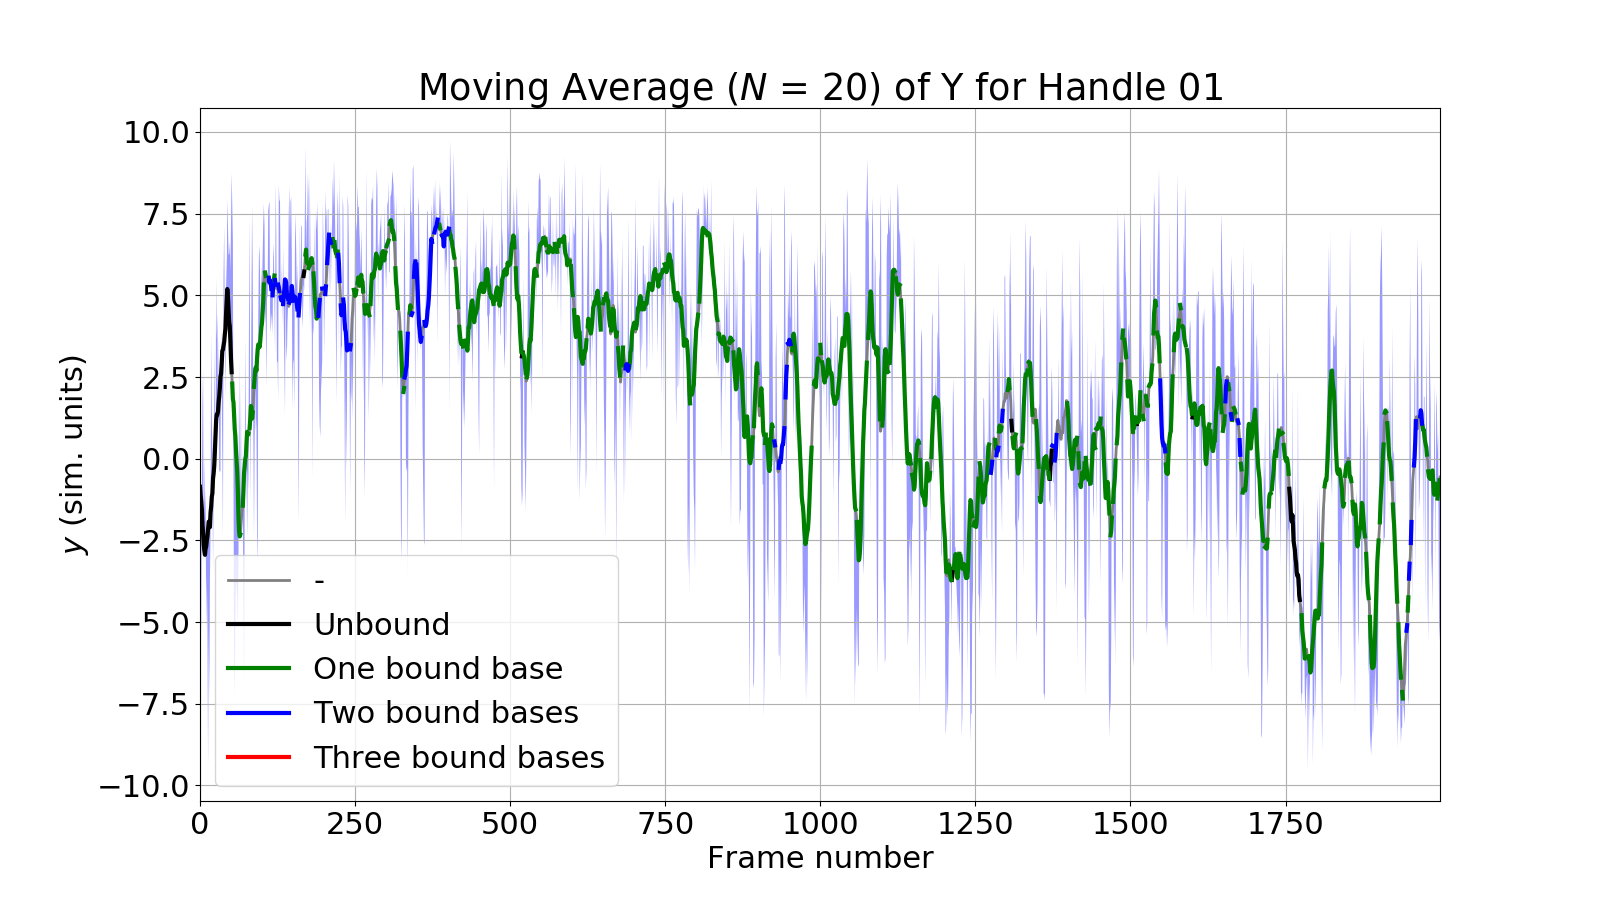 Moving Average (N = 20) of Y for Handle 01
10.0
7.5
5.0
2.5
0.0
−2.5
−5.0
−7.5
−10.0
y (sim. units)
-
Unbound
One bound base
Two bound bases
Three bound bases
0 250 500 750 1000 1250 1500 1750
Frame number